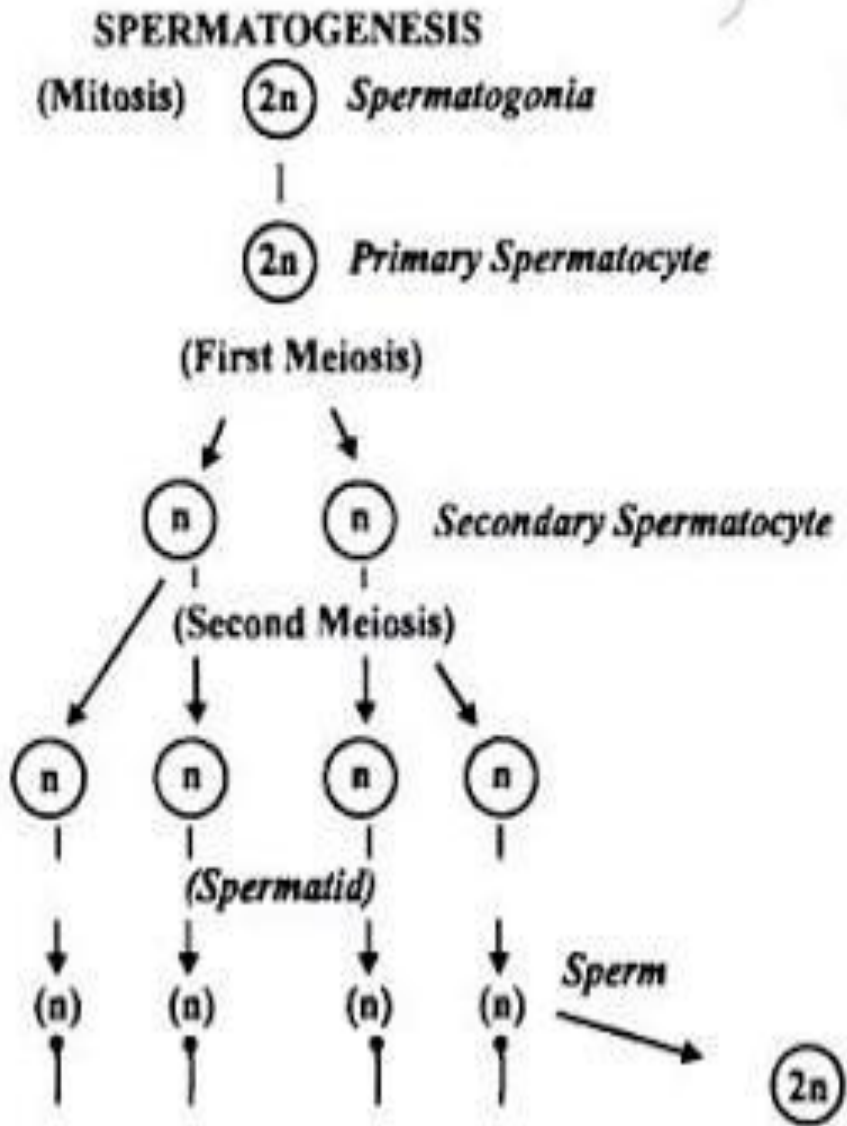 SPERMATOGENESIS
(Mitosis) 2n Spermatogonia
2n Primary Spermatocyte
(First Meiosis)
n n Secondary Spermatocyte
(Second Meiosis)
n n n n
(Spermatid)
Sperm
(n) (n) (n) (n)
2n